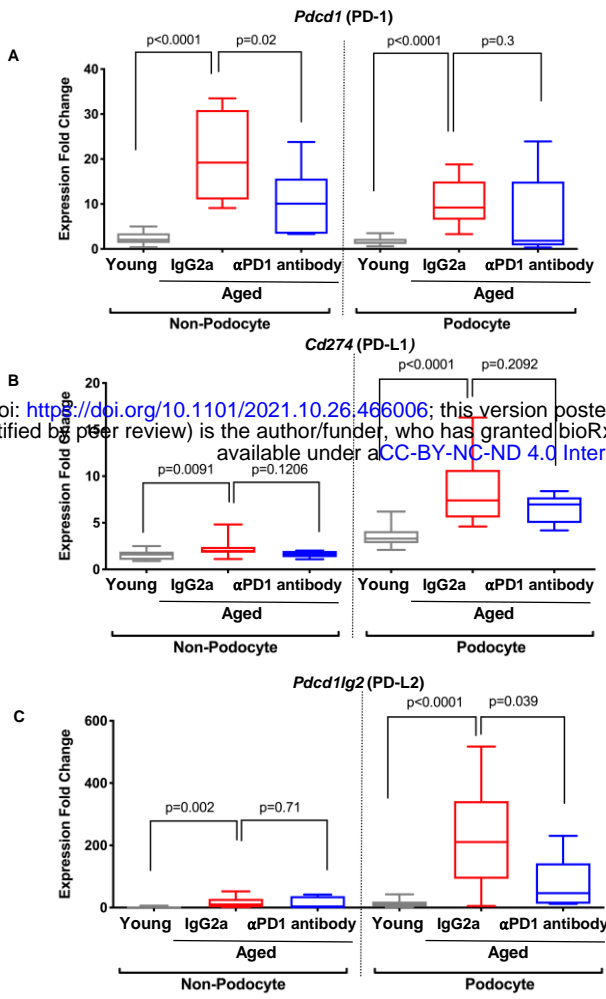 Pdcd1 (PD-1)
A
p<0.0001 p=0.02 p<0.0001 p=0.3
Expression Fold Change
40
30
20
10
0
Young IgG2a αPD1 antibody Young IgG2a αPD1 antibody
Aged Aged
Non-Podocyte Podocyte
Cd274 (PD-L1)
B
p<0.0001 p=0.2092
oi: https://doi.org/10.1101/2021.10.26.466006; this version poste
tified by peer review) is the author/funder, who has granted bioRx
available under aCC-BY-NC-ND 4.0 Inter
p=0.0091 p=0.1206
Expression Fold Change
20
15
10
5
0
Young IgG2a αPD1 antibody Young IgG2a αPD1 antibody
Aged Aged
Non-Podocyte Podocyte
Pdcd1lg2 (PD-L2)
C
p<0.0001 p=0.039
p=0.002 p=0.71
Expression Fold Change
600
400
200
0
Young IgG2a αPD1 antibody Young IgG2a αPD1 antibody
Aged Aged
Non-Podocyte Podocyte